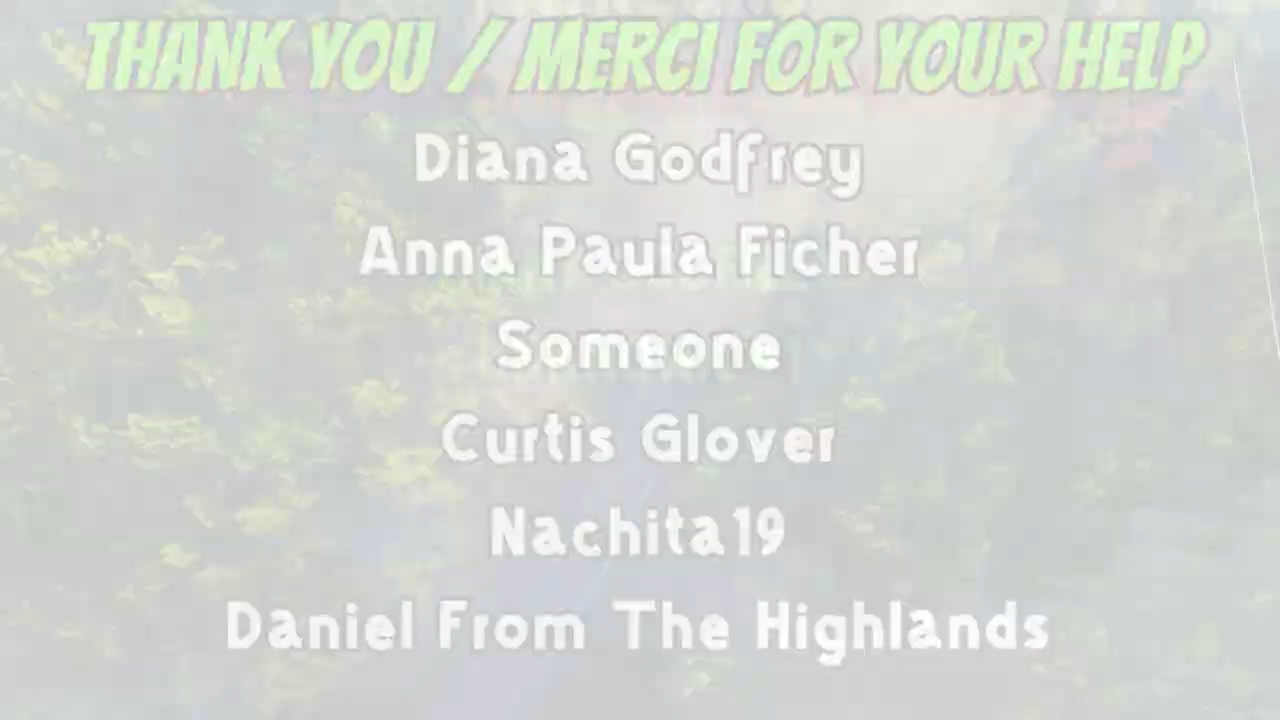 THANK YOU / MERCI FOR YOUR HELP
Diana Godfrey
Anna Paula Ficher
Someone
Curtis Glover
Nachita19
Daniel From The Highlands